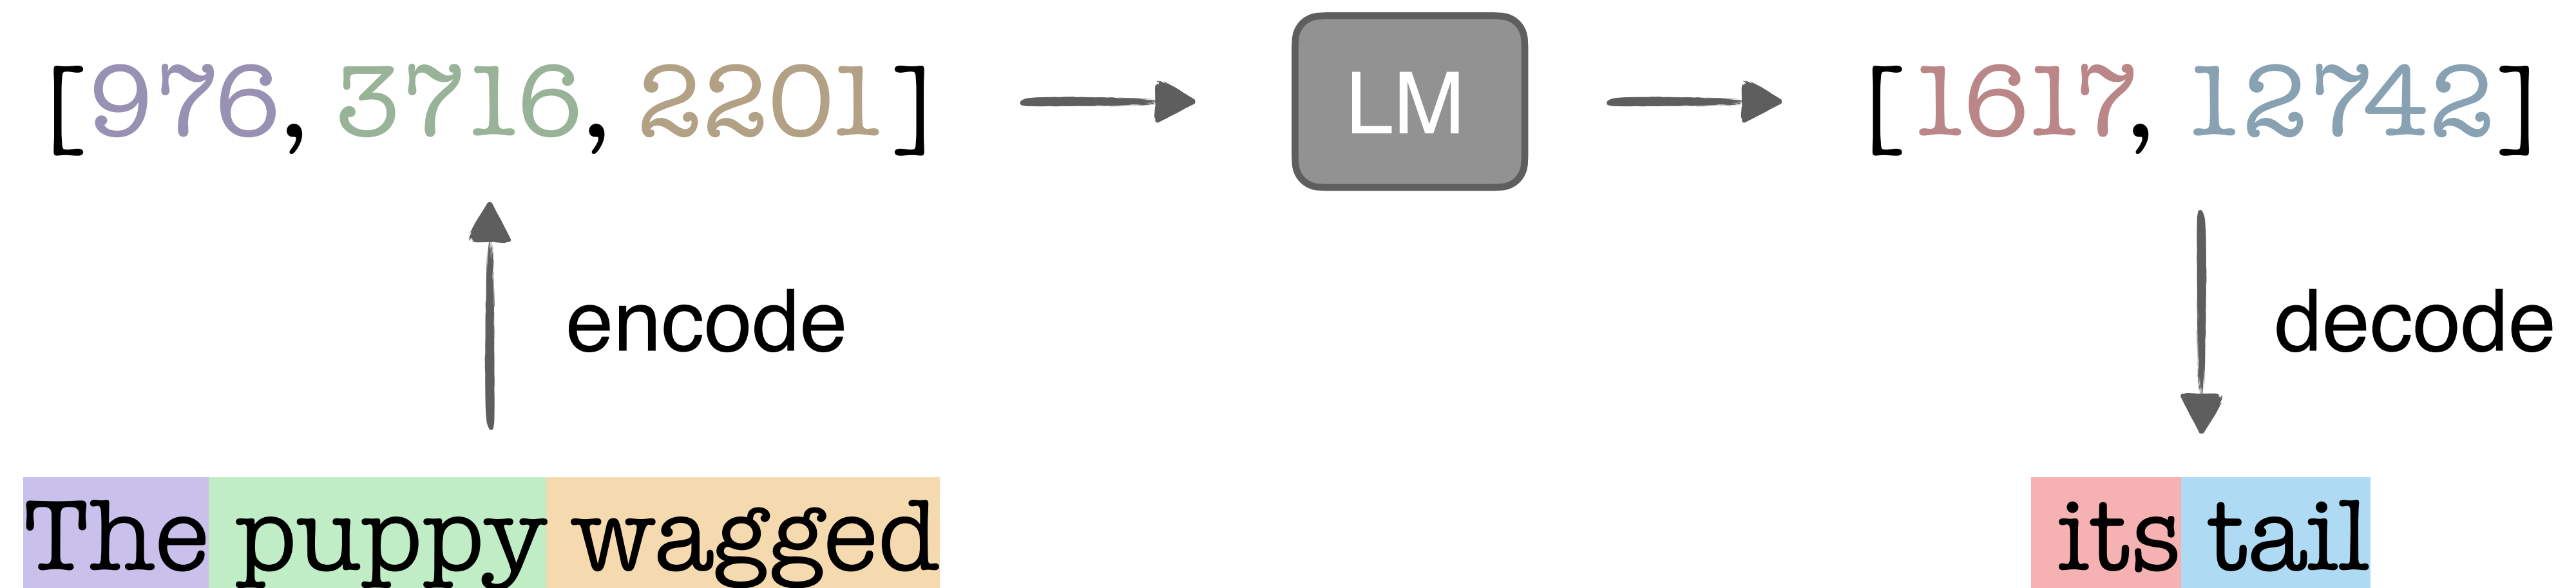 [976, 3716, 2201] LM [1617, 12742]
encode decode
The puppy wagged its tail